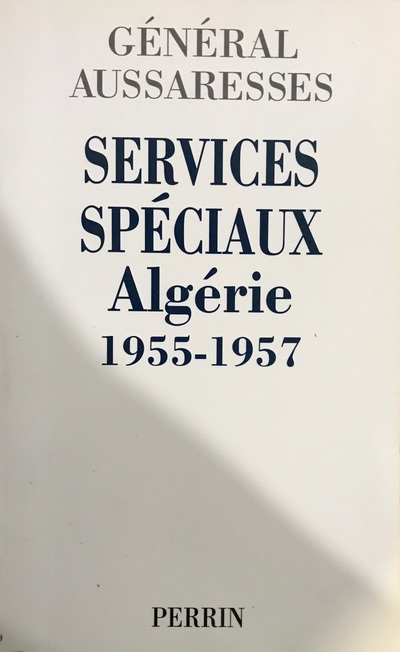 GÉNÉRAL
AUSSARESSES
SERVICES
SPÉCIAUX
Algérie
1955-1957
PERRIN